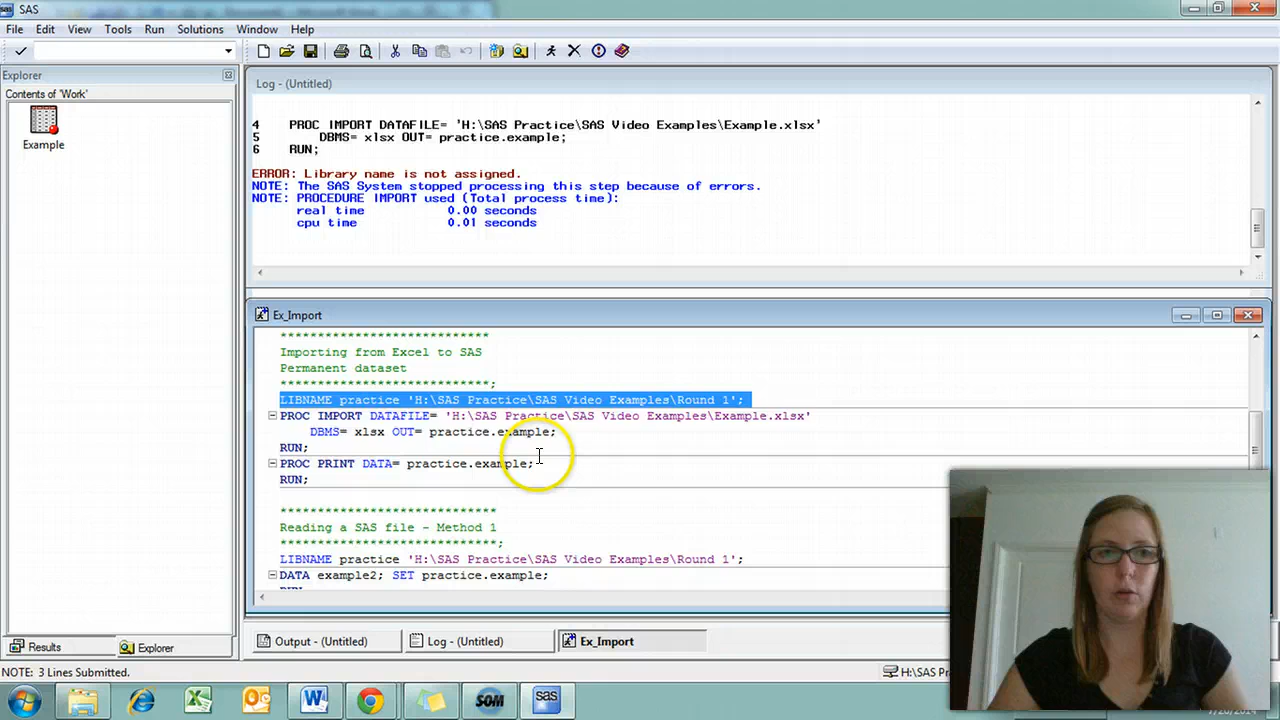 SAS
File Edit View Tools Run Solutions Window Help
Explorer
Contents of 'Work'
Example
Log - (Untitled)
4 PROC IMPORT DATAFILE= 'H:\SAS Practice\SAS Video Examples\Example.xlsx'
5 DBMS= xlsx OUT= practice.example;
6 RUN;
ERROR: Library name is not assigned.
NOTE: The SAS System stopped processing this step because of errors.
NOTE: PROCEDURE IMPORT used (Total process time):
real time 0.00 seconds
cpu time 0.01 seconds
Ex_Import
*****************************
Importing from Excel to SAS
Permanent dataset
*****************************;
LIBNAME practice 'H:\SAS Practice\SAS Video Examples\Round 1';
PROC IMPORT DATAFILE= 'H:\SAS Practice\SAS Video Examples\Example.xlsx'
DBMS= xlsx OUT= practice.example;
RUN;
PROC PRINT DATA= practice.example;
RUN;
*****************************
Reading a SAS file - Method 1
*****************************;
LIBNAME practice 'H:\SAS Practice\SAS Video Examples\Round 1';
DATA example2; SET practice.example;
Results Explorer
Output - (Untitled) Log - (Untitled) Ex_Import
NOTE: 3 Lines Submitted.
H:\SAS
SOM
sas